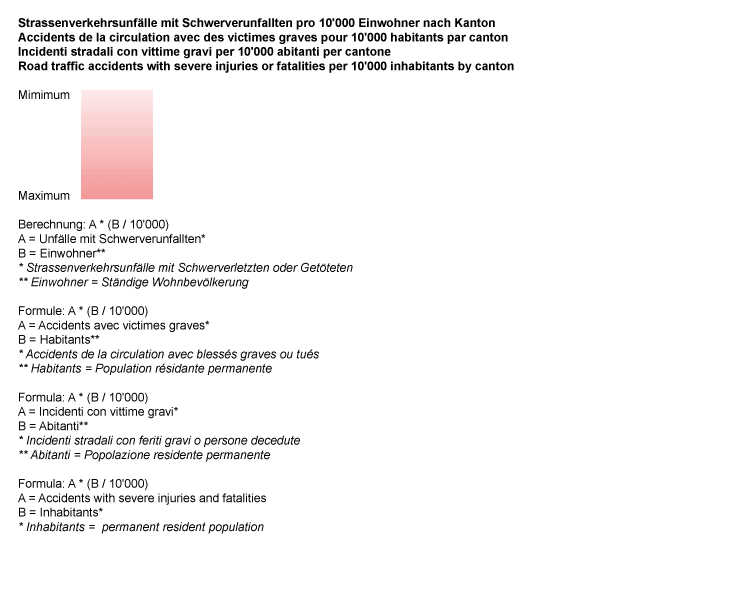 Strassenverkehrsunfälle mit Schwerverunfallten pro 10'000 Einwohner nach Kanton
Accidents de la circulation avec des victimes graves pour 10'000 habitants par canton
Incidenti stradali con vittime gravi per 10'000 abitanti per cantone
Road traffic accidents with severe injuries or fatalities per 10'000 inhabitants by canton
Mimimum
Maximum
Berechnung: A * (B / 10'000)
A = Unfälle mit Schwerverunfallten*
B = Einwohner**
* Strassenverkehrsunfälle mit Schwerverletzten oder Getöteten
** Einwohner = Ständige Wohnbevölkerung
Formule: A * (B / 10'000)
A = Accidents avec victimes graves*
B = Habitants**
* Accidents de la circulation avec blessés graves ou tués
** Habitants = Population résidante permanente
Formula: A * (B / 10'000)
A = Incidenti con vittime gravi*
B = Abitanti**
* Incidenti stradali con feriti gravi o persone decedute
** Abitanti = Popolazione residente permanente
Formula: A * (B / 10'000)
A = Accidents with severe injuries and fatalities
B = Inhabitants*
* Inhabitants = permanent resident population